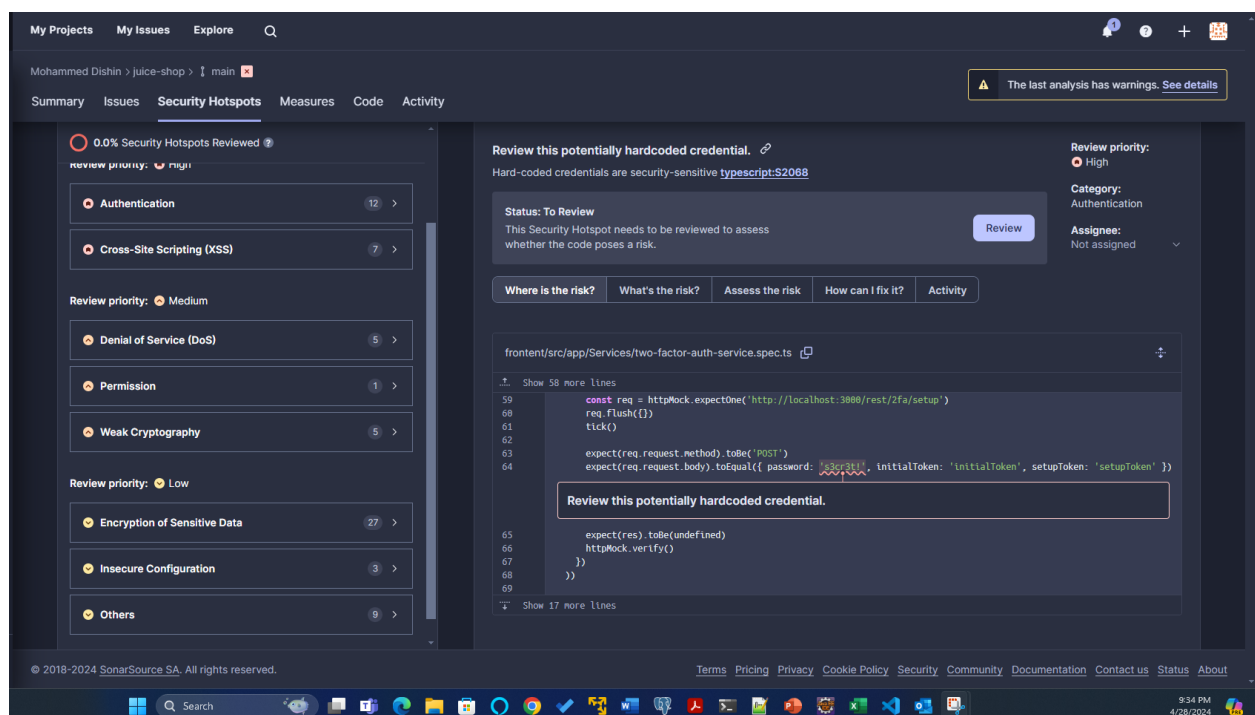 My Projects My Issues Explore
1
Mohammed Dishin > juice-shop > main
The last analysis has warnings. See details
Summary Issues Security Hotspots Measures Code Activity
0.0% Security Hotspots Reviewed
Review priority: High
Authentication 12
Cross-Site Scripting (XSS) 7
Review priority: Medium
Denial of Service (DoS) 5
Permission 1
Weak Cryptography 5
Review priority: Low
Encryption of Sensitive Data 27
Insecure Configuration 3
Others 9
Review this potentially hardcoded credential.
Hard-coded credentials are security-sensitive typescript:S2068
Status: To Review
This Security Hotspot needs to be reviewed to assess
whether the code poses a risk.
Review
Review priority:
High
Category:
Authentication
Assignee:
Not assigned
Where is the risk? What's the risk? Assess the risk How can I fix it? Activity
frontent/src/app/Services/two-factor-auth-service.spec.ts
Show 58 more lines
59 const req = httpMock.expectOne('http://localhost:3000/rest/2fa/setup')
60 req.flush({})
61 tick()
62
63 expect(req.request.method).toBe('POST')
64 expect(req.request.body).toEqual({ password: 's3cr3t!', initialToken: 'initialToken', setupToken: 'setupToken' })
Review this potentially hardcoded credential.
65 expect(res).toBe(undefined)
66 httpMock.verify()
67 })
68 ))
69
Show 17 more lines
© 2018-2024 SonarSource SA. All rights reserved.
Terms Pricing Privacy Cookie Policy Security Community Documentation Contact us Status About
Search
9:34 PM
4/28/2024